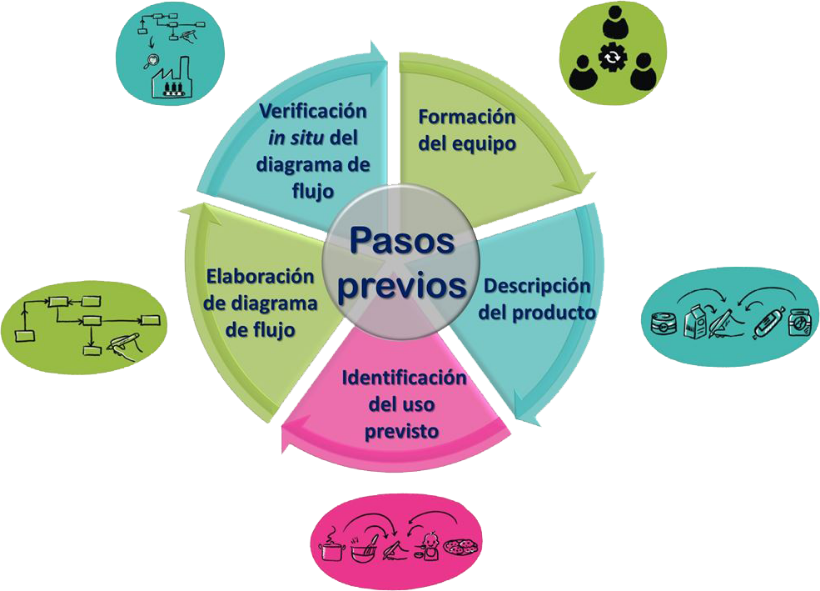 Pasos
previos
Formación
del equipo
Descripción
del producto
Identificación
del uso
previsto
Elaboración
de diagrama
de flujo
Verificación
in situ del
diagrama de
flujo